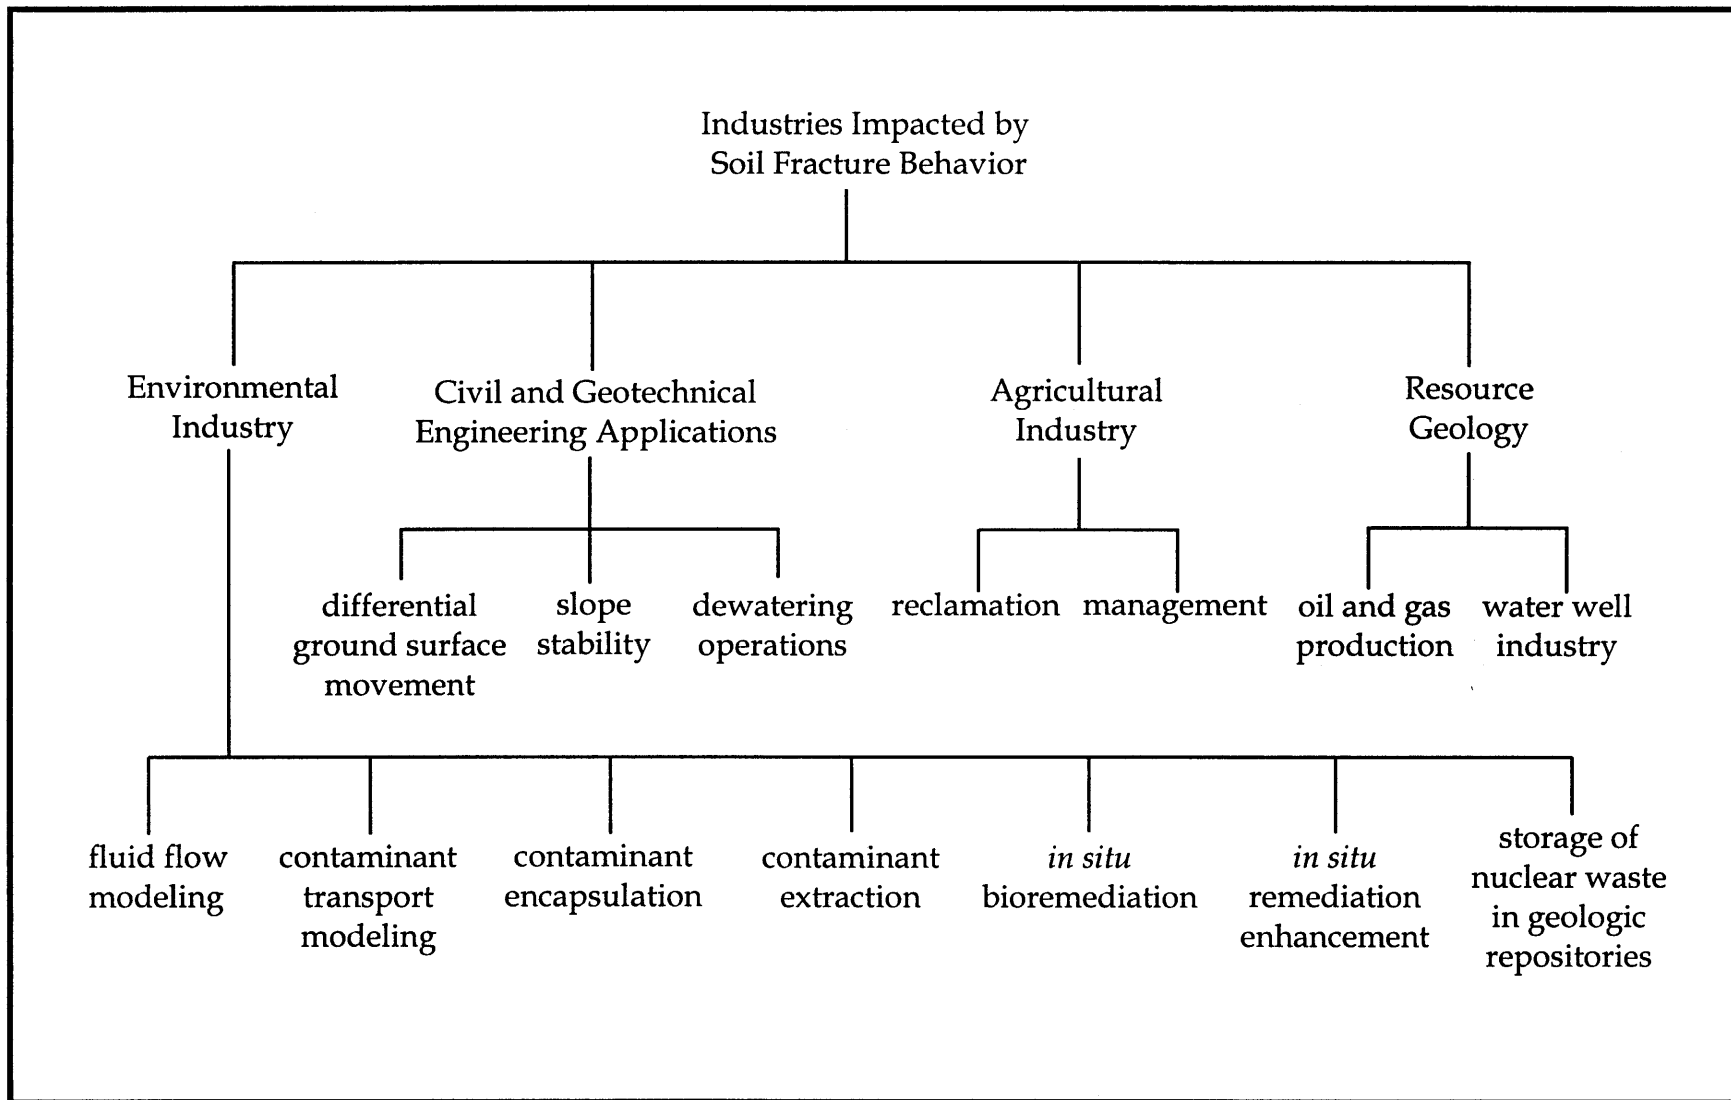 Industries Impacted by
Soil Fracture Behavior
Environmental
Industry
Civil and Geotechnical
Engineering Applications
Agricultural
Industry
Resource
Geology
differential
ground surface
movement
slope
stability
dewatering
operations
reclamation
management
oil and gas
production
water well
industry
fluid flow
modeling
contaminant
transport
modeling
contaminant
encapsulation
contaminant
extraction
in situ
bioremediation
in situ
remediation
enhancement
storage of
nuclear waste
in geologic
repositories